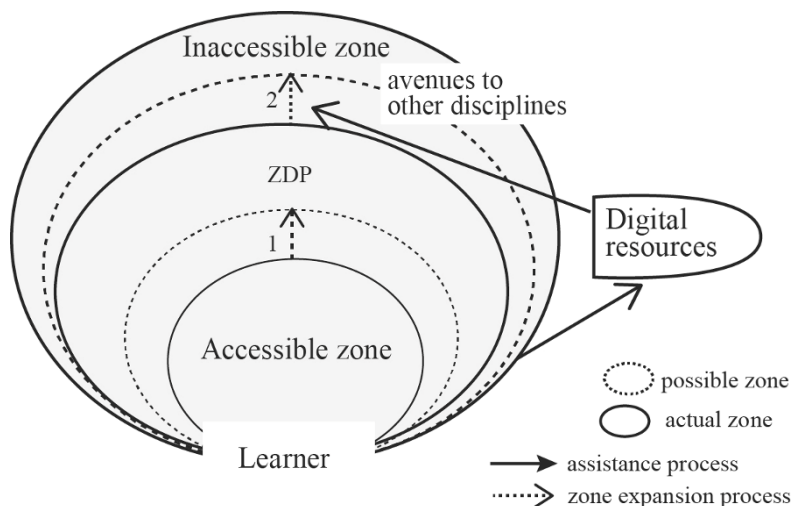 Inaccessible zone
avenues to
other disciplines
2
ZDP
Digital
resources
1
Accessible zone
possible zone
actual zone
Learner
assistance process
zone expansion process